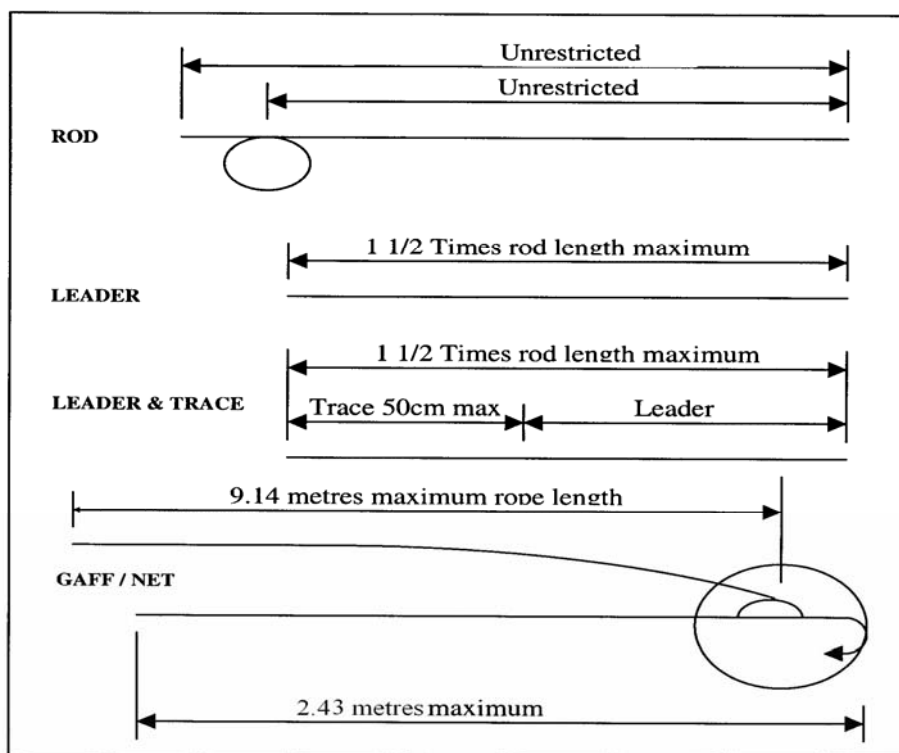 Unrestricted
Unrestricted
ROD
1 1/2 Times rod length maximum
LEADER
1 1/2 Times rod length maximum
LEADER & TRACE
Trace 50cm max
Leader
9.14 metres maximum rope length
GAFF / NET
2.43 metres maximum